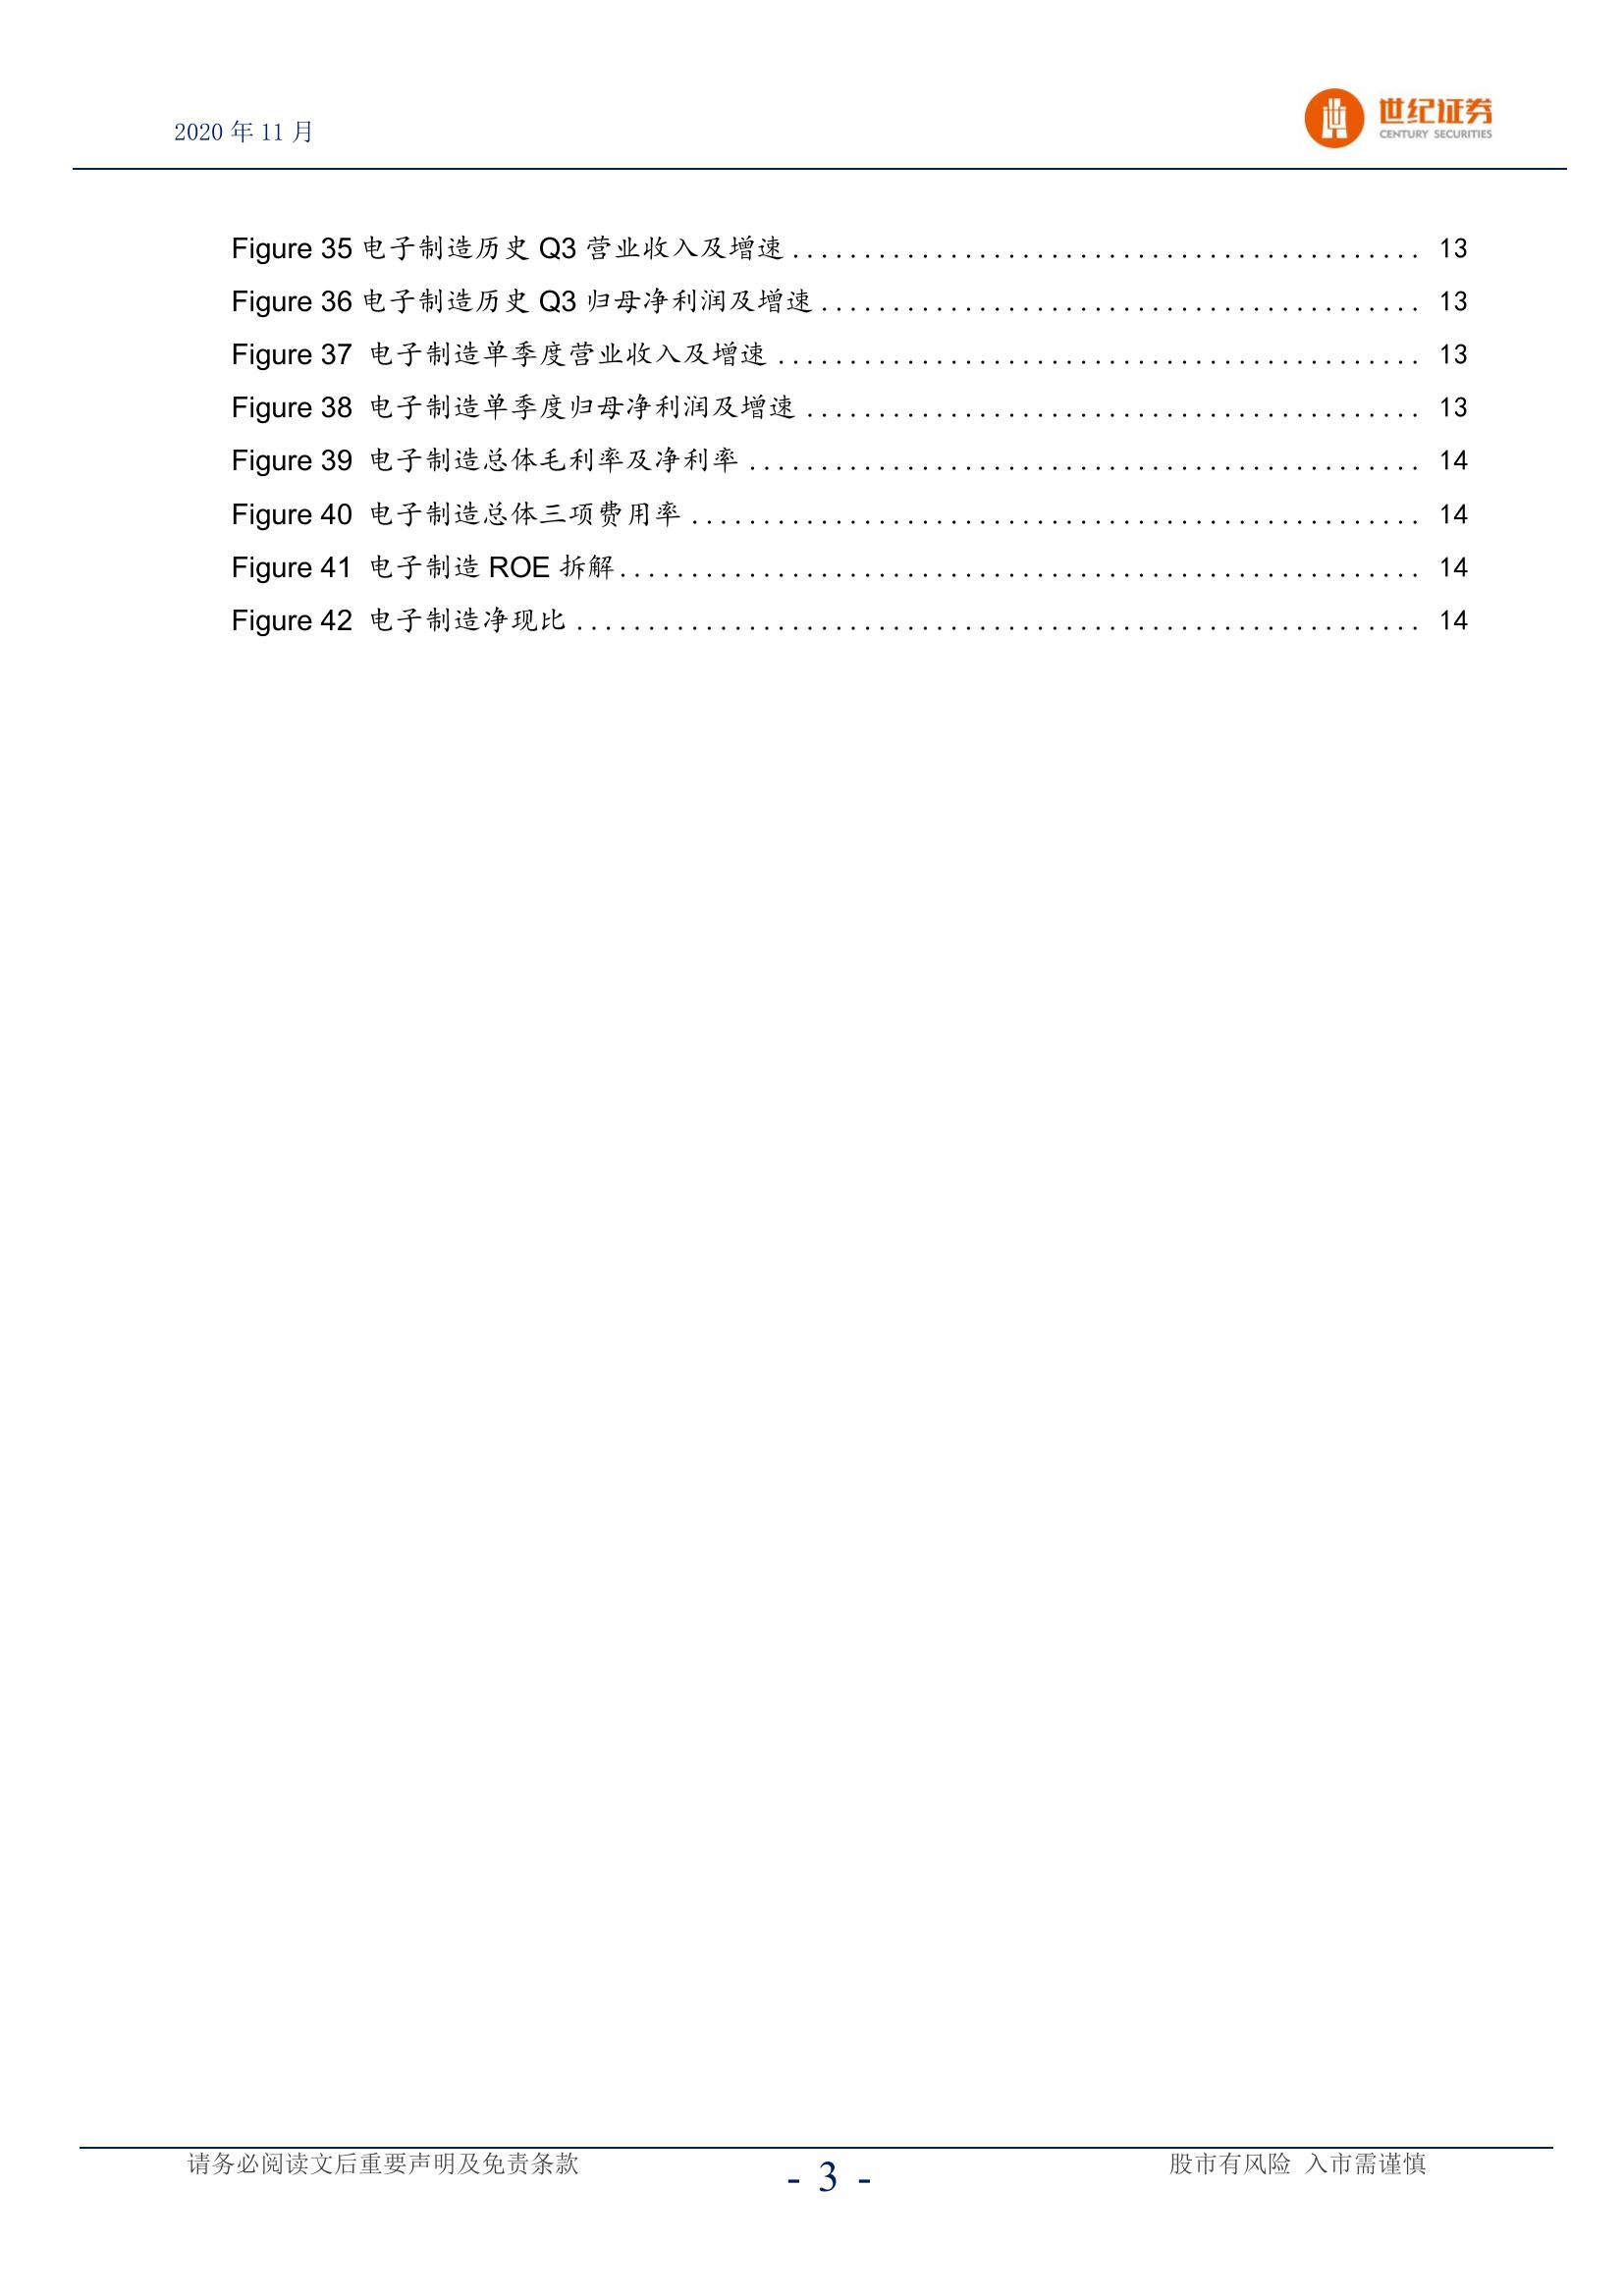 2020 年 11 月
世纪证券
CENTURY SECURITIES
Figure 35 电子制造历史 Q3 营业收入及增速 ............................................ 13
Figure 36 电子制造历史 Q3 归母净利润及增速 .......................................... 13
Figure 37 电子制造单季度营业收入及增速 ............................................. 13
Figure 38 电子制造单季度归母净利润及增速 ........................................... 13
Figure 39 电子制造总体毛利率及净利率 ............................................... 14
Figure 40 电子制造总体三项费用率 ................................................... 14
Figure 41 电子制造 ROE 拆解........................................................ 14
Figure 42 电子制造净现比 ........................................................... 14
请务必阅读文后重要声明及免责条款
- 3 -
股市有风险 入市需谨慎